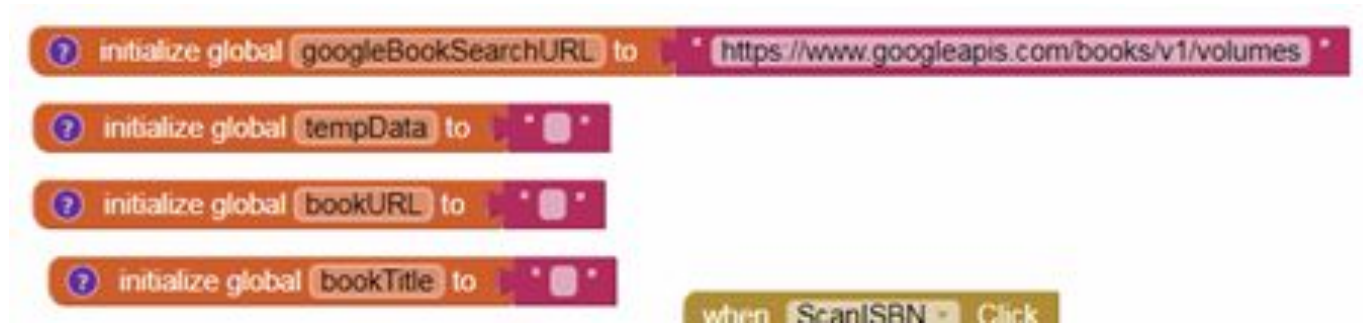 initialize global googleBookSearchURL to " https://www.googleapis.com/books/v1/volumes "
initialize global tempData to " "
initialize global bookURL to " "
initialize global bookTitle to " "
when ScanISBN Click